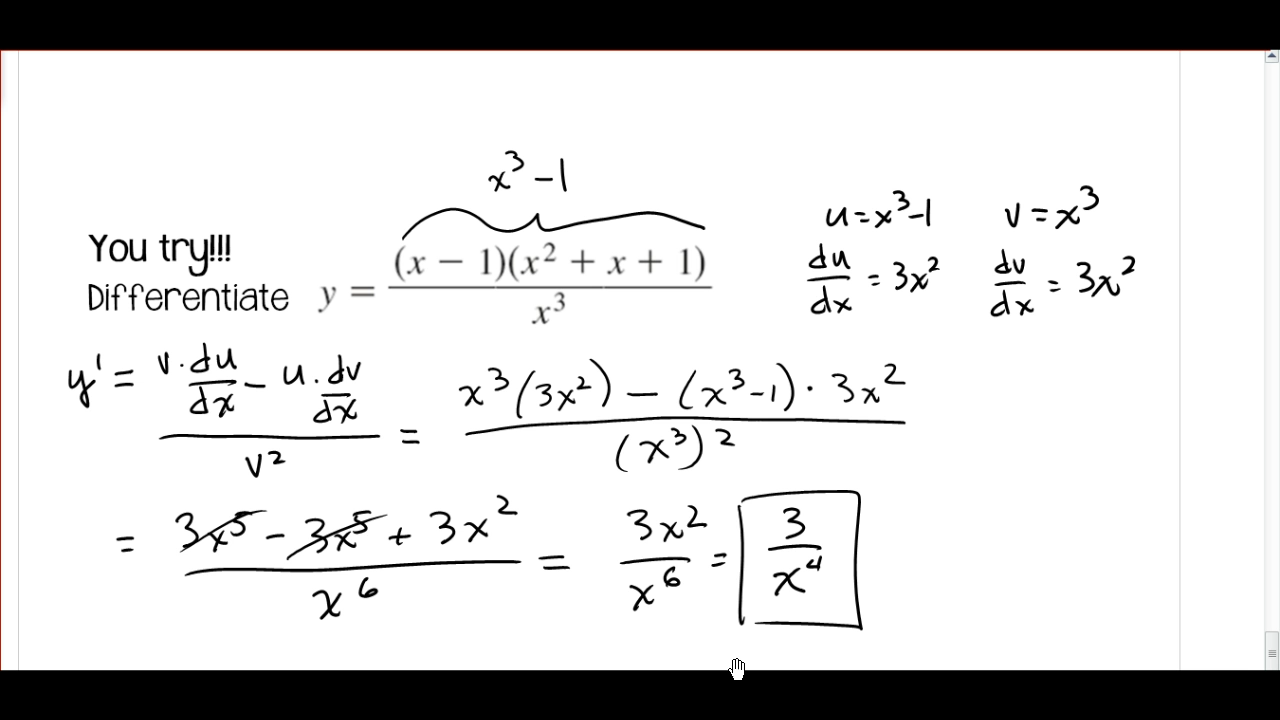 x³ − 1
You try!!!
Differentiate y = (x − 1)(x² + x + 1) / x³
u = x³−1 v = x³
du/dx = 3x² dv/dx = 3x²
y' = (v · du/dx − u · dv/dx) / v² = (x³(3x²) − (x³−1) · 3x²) / (x³)²
= (3x⁵ − 3x⁵ + 3x²) / x⁶ = 3x² / x⁶ = 3 / x⁴